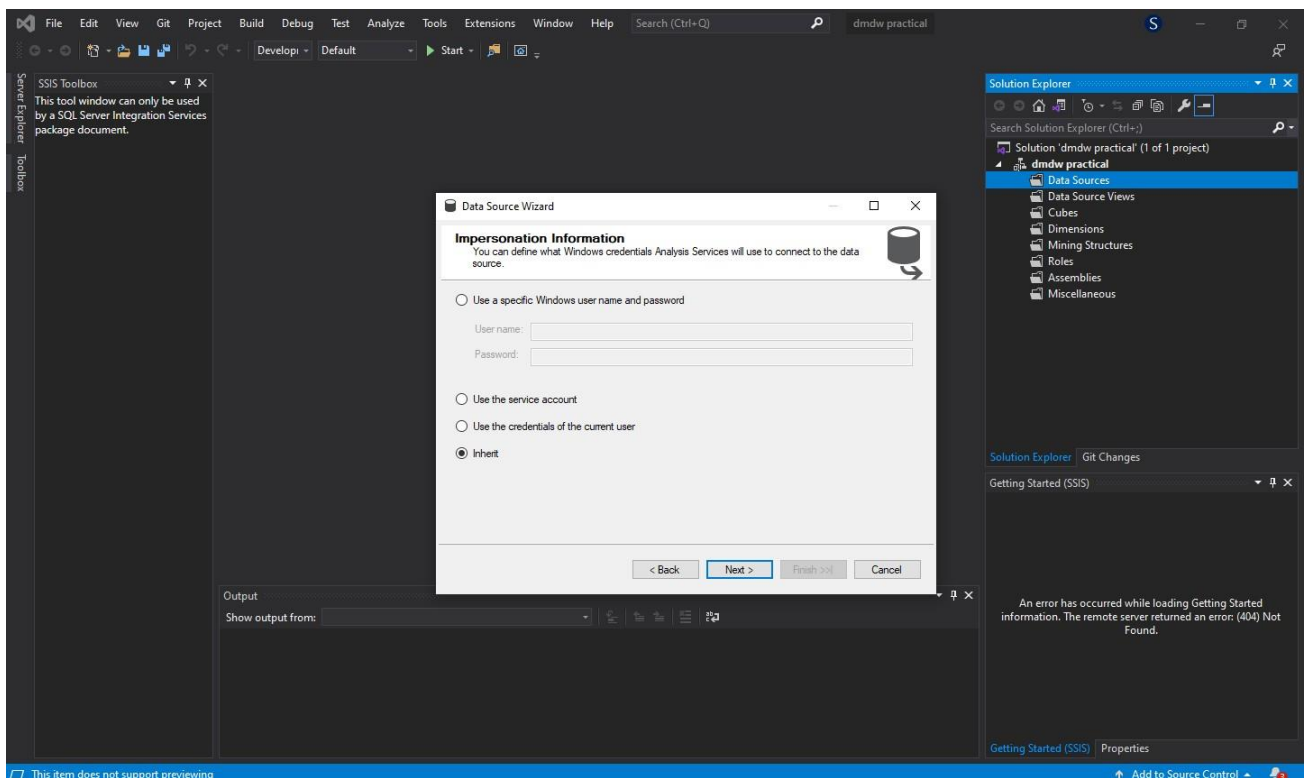 File Edit View Git Project Build Debug Test Analyze Tools Extensions Window Help Search (Ctrl+Q) dmdw practical S
Developi Default Start
Server Explorer
Toolbox
SSIS Toolbox
This tool window can only be used
by a SQL Server Integration Services
package document.
Data Source Wizard
Impersonation Information
You can define what Windows credentials Analysis Services will use to connect to the data
source.
Use a specific Windows user name and password
User name:
Password:
Use the service account
Use the credentials of the current user
Inherit
< Back Next > Finish >>| Cancel
Output
Show output from:
Solution Explorer
Search Solution Explorer (Ctrl+;)
Solution 'dmdw practical' (1 of 1 project)
dmdw practical
Data Sources
Data Source Views
Cubes
Dimensions
Mining Structures
Roles
Assemblies
Miscellaneous
Solution Explorer Git Changes
Getting Started (SSIS)
An error has occurred while loading Getting Started
information. The remote server returned an error: (404) Not
Found.
Getting Started (SSIS) Properties
This item does not support previewing
Add to Source Control